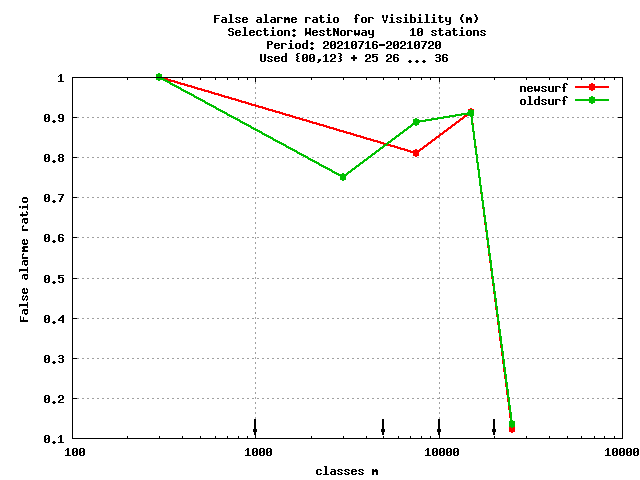 False alarme ratio  for Visibility (m)
Selection: WestNorway     10 stations
Period: 20210716-20210720
Used {00,12} + 25 26 ... 36
newsurf
oldsurf
1
0.9
0.8
0.7
0.6
0.5
0.4
0.3
0.2
0.1
False alarme ratio
100
1000
10000
10000
classes m